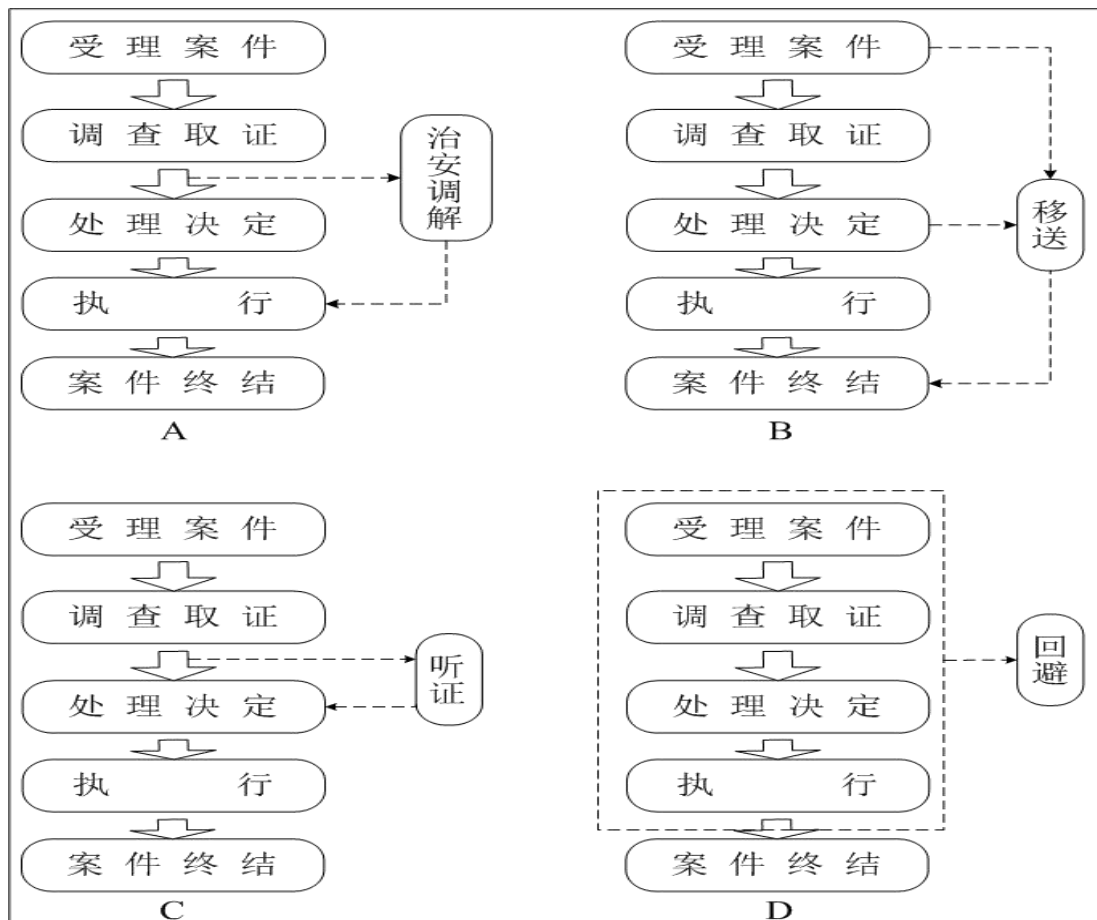 受理案件
调查取证
处理决定
执行
案件终结
治安调解
A
受理案件
调查取证
处理决定
执行
案件终结
移送
B
受理案件
调查取证
处理决定
执行
案件终结
听证
C
受理案件
调查取证
处理决定
执行
案件终结
回避
D